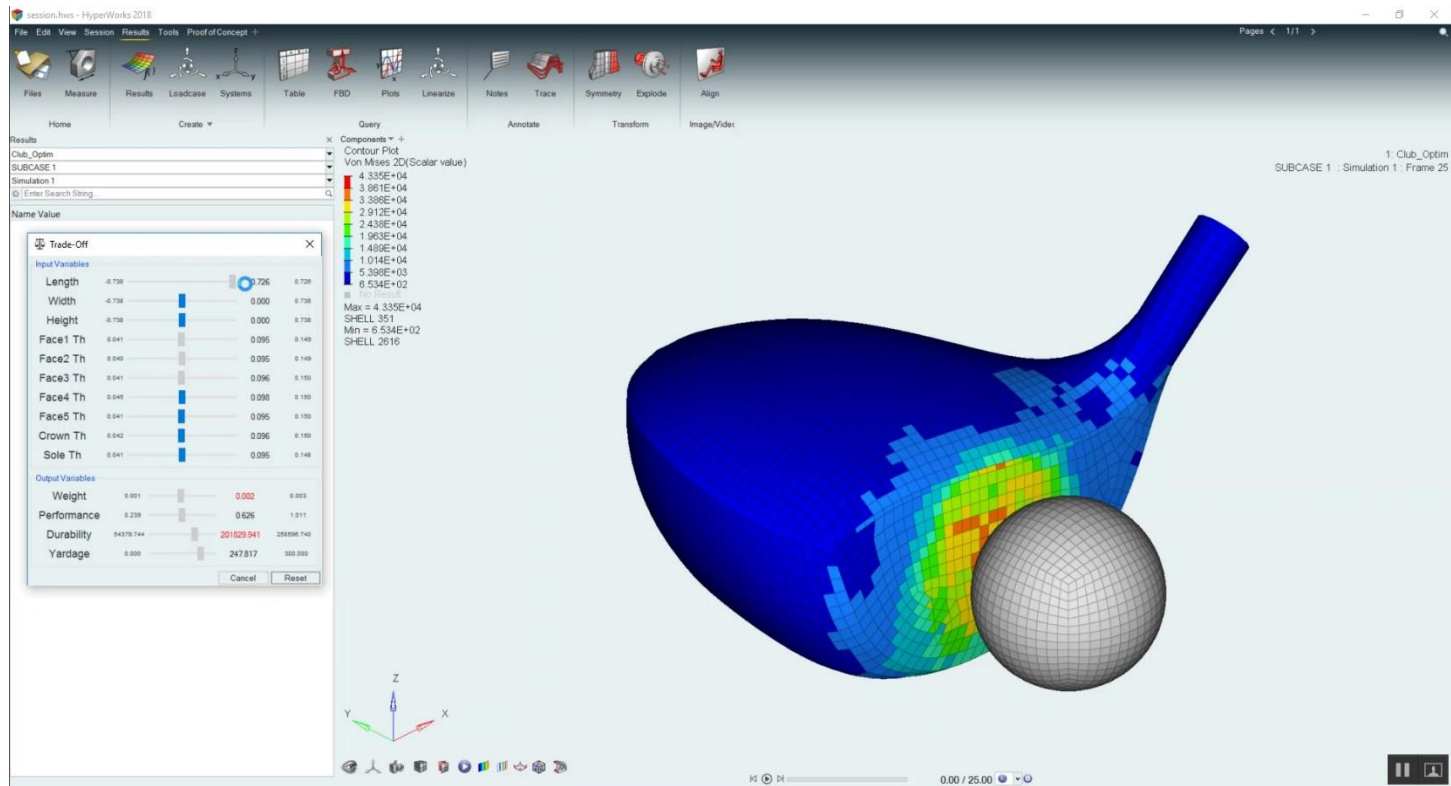 session.hws - HyperWorks 2018
File Edit View Session Results Tools Proof of Concept +
Pages < 1/1 >
Files Measure Results Loadcase Systems Table FBD Plots Linearize Notes Trace Symmetry Explode Align
Home Create Query Annotate Transform Image/Videc
Results
Club_Optim
SUBCASE 1
Simulation 1
Enter Search String...
Name Value
Trade-Off
Input Variables
Length -0.738 0.726 0.726
Width -0.738 0.000 0.738
Height -0.738 0.000 0.738
Face1 Th 0.041 0.095 0.149
Face2 Th 0.040 0.095 0.149
Face3 Th 0.041 0.096 0.150
Face4 Th 0.045 0.098 0.150
Face5 Th 0.041 0.095 0.150
Crown Th 0.042 0.096 0.150
Sole Th 0.041 0.095 0.148
Output Variables
Weight 0.001 0.002 0.003
Performance 0.239 0.626 1.011
Durability 54379.744 201829.941
Yardage 0.000 247.817 300.000
Cancel Reset
Components +
Contour Plot
Von Mises 2D(Scalar value)
4.335E+04
3.861E+04
3.386E+04
2.912E+04
2.438E+04
1.963E+04
1.489E+04
1.014E+04
5.398E+03
6.534E+02
No Result
Max = 4.335E+04
SHELL 351
Min = 6.534E+02
SHELL 2616
1: Club_Optim
SUBCASE 1 : Simulation 1 : Frame 25
Z
Y
X
0.00 / 25.00